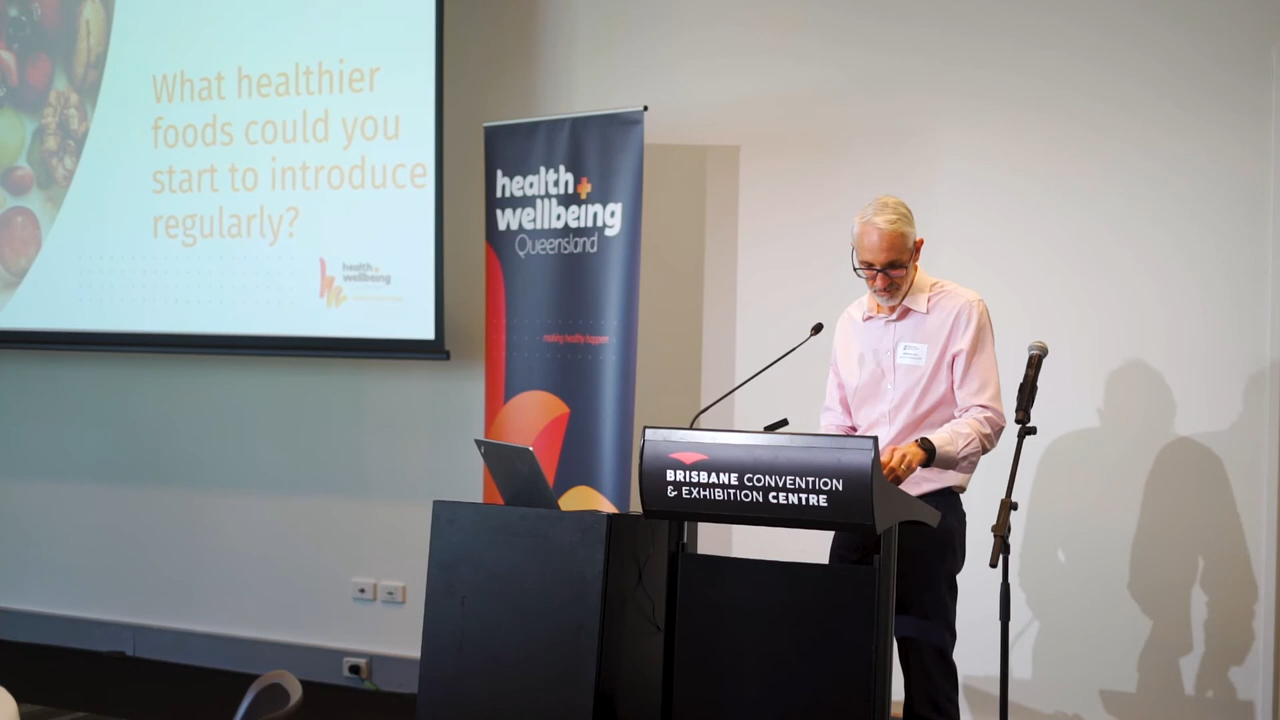 What healthier
foods could you
start to introduce
regularly?
health+
wellbeing
health+
wellbeing
Queensland
making healthy happen
BRISBANE CONVENTION
& EXHIBITION CENTRE